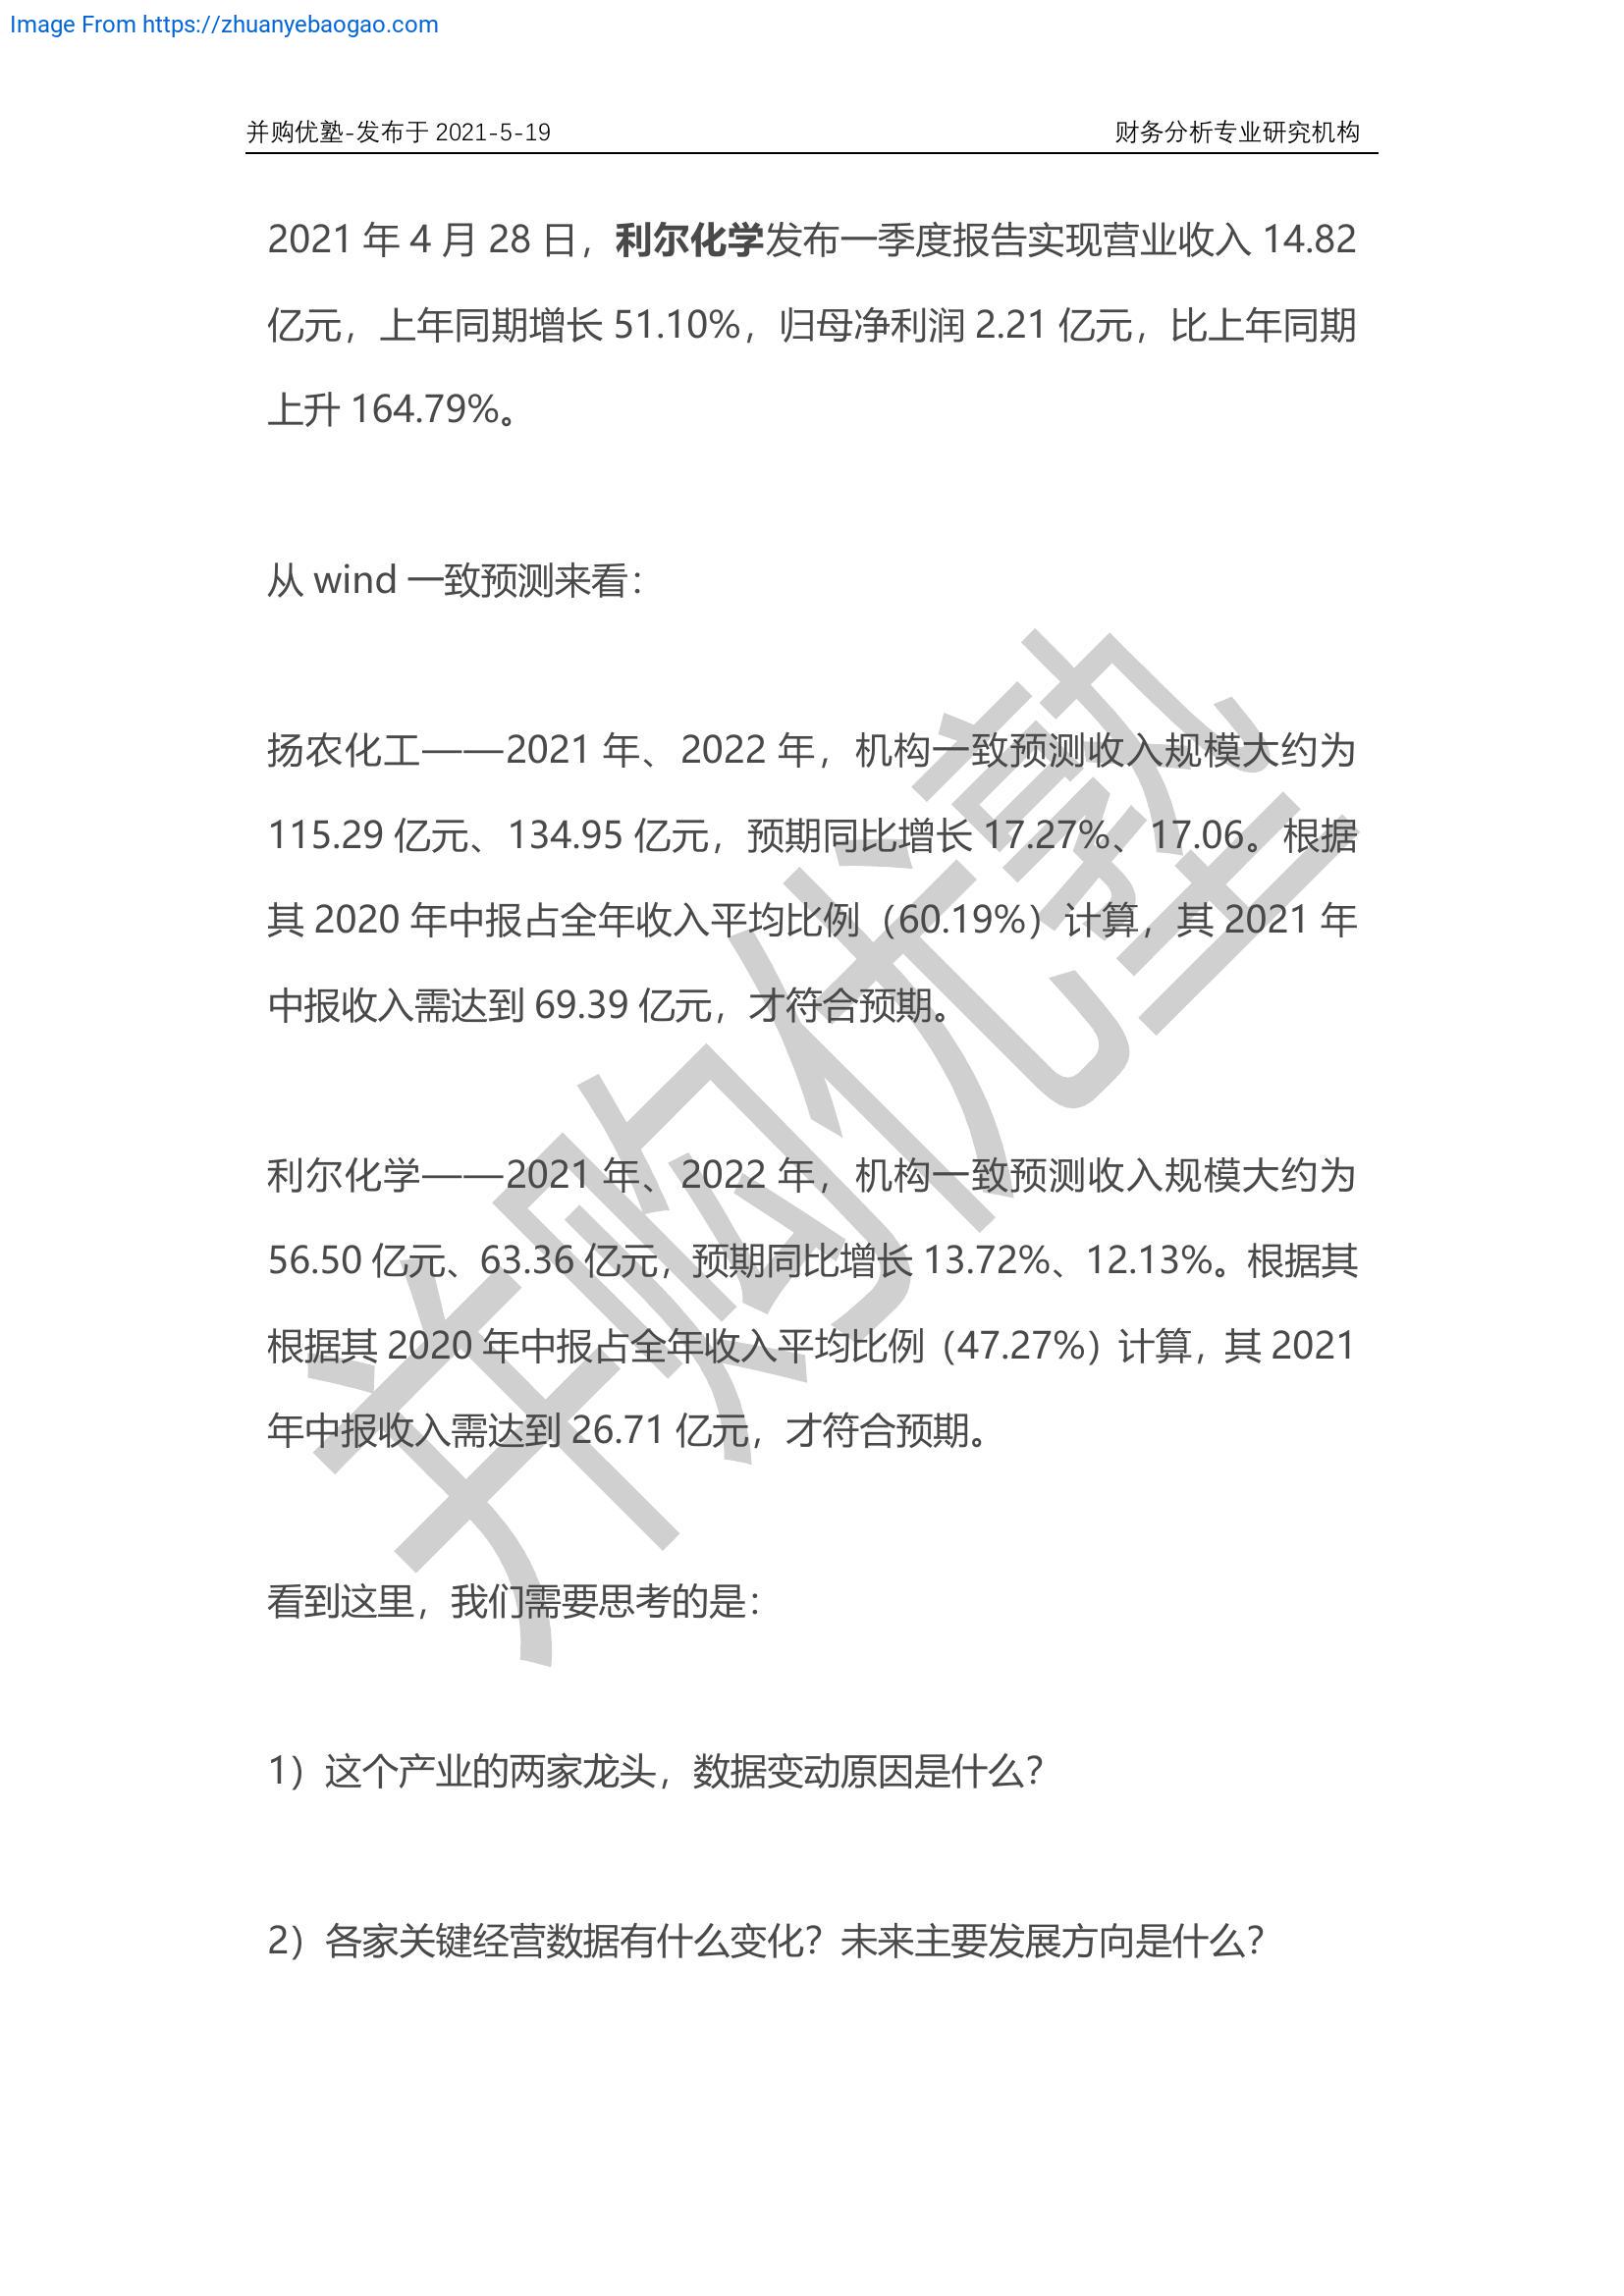 Image From https://zhuanyebaogao.com
并购优塾-发布于 2021-5-19 财务分析专业研究机构
2021 年 4 月 28 日，利尔化学发布一季度报告实现营业收入 14.82
亿元，上年同期增长 51.10%，归母净利润 2.21 亿元，比上年同期
上升 164.79%。
从 wind 一致预测来看：
扬农化工——2021 年、2022 年，机构一致预测收入规模大约为
115.29 亿元、134.95 亿元，预期同比增长 17.27%、17.06。根据
其 2020 年中报占全年收入平均比例（60.19%）计算，其 2021 年
中报收入需达到 69.39 亿元，才符合预期。
利尔化学——2021 年、2022 年，机构一致预测收入规模大约为
56.50 亿元、63.36 亿元，预期同比增长 13.72%、12.13%。根据其
根据其 2020 年中报占全年收入平均比例（47.27%）计算，其 2021
年中报收入需达到 26.71 亿元，才符合预期。
看到这里，我们需要思考的是：
1）这个产业的两家龙头，数据变动原因是什么？
2）各家关键经营数据有什么变化？未来主要发展方向是什么？
并购优塾